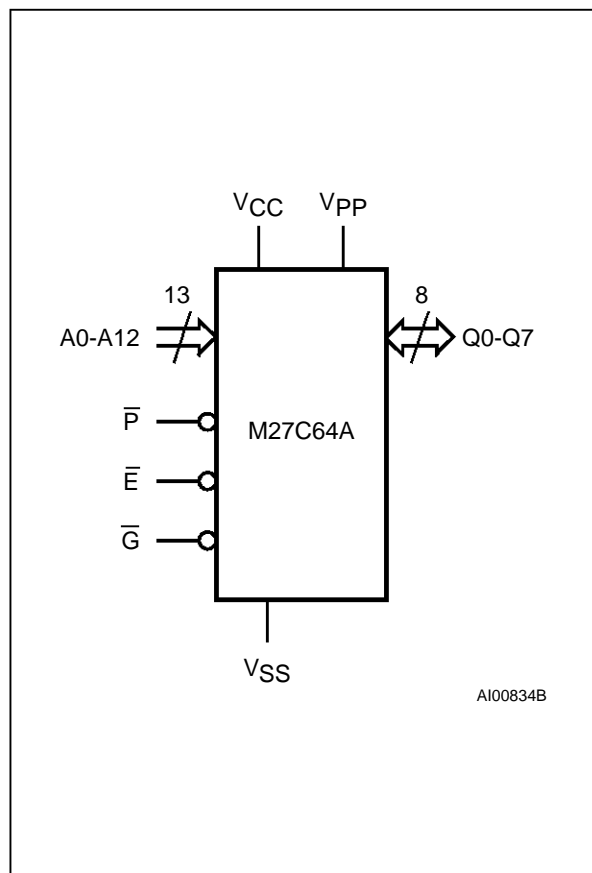 VCC VPP
13 8
A0-A12 Q0-Q7
P̅
M27C64A
E̅
G̅
VSS
AI00834B